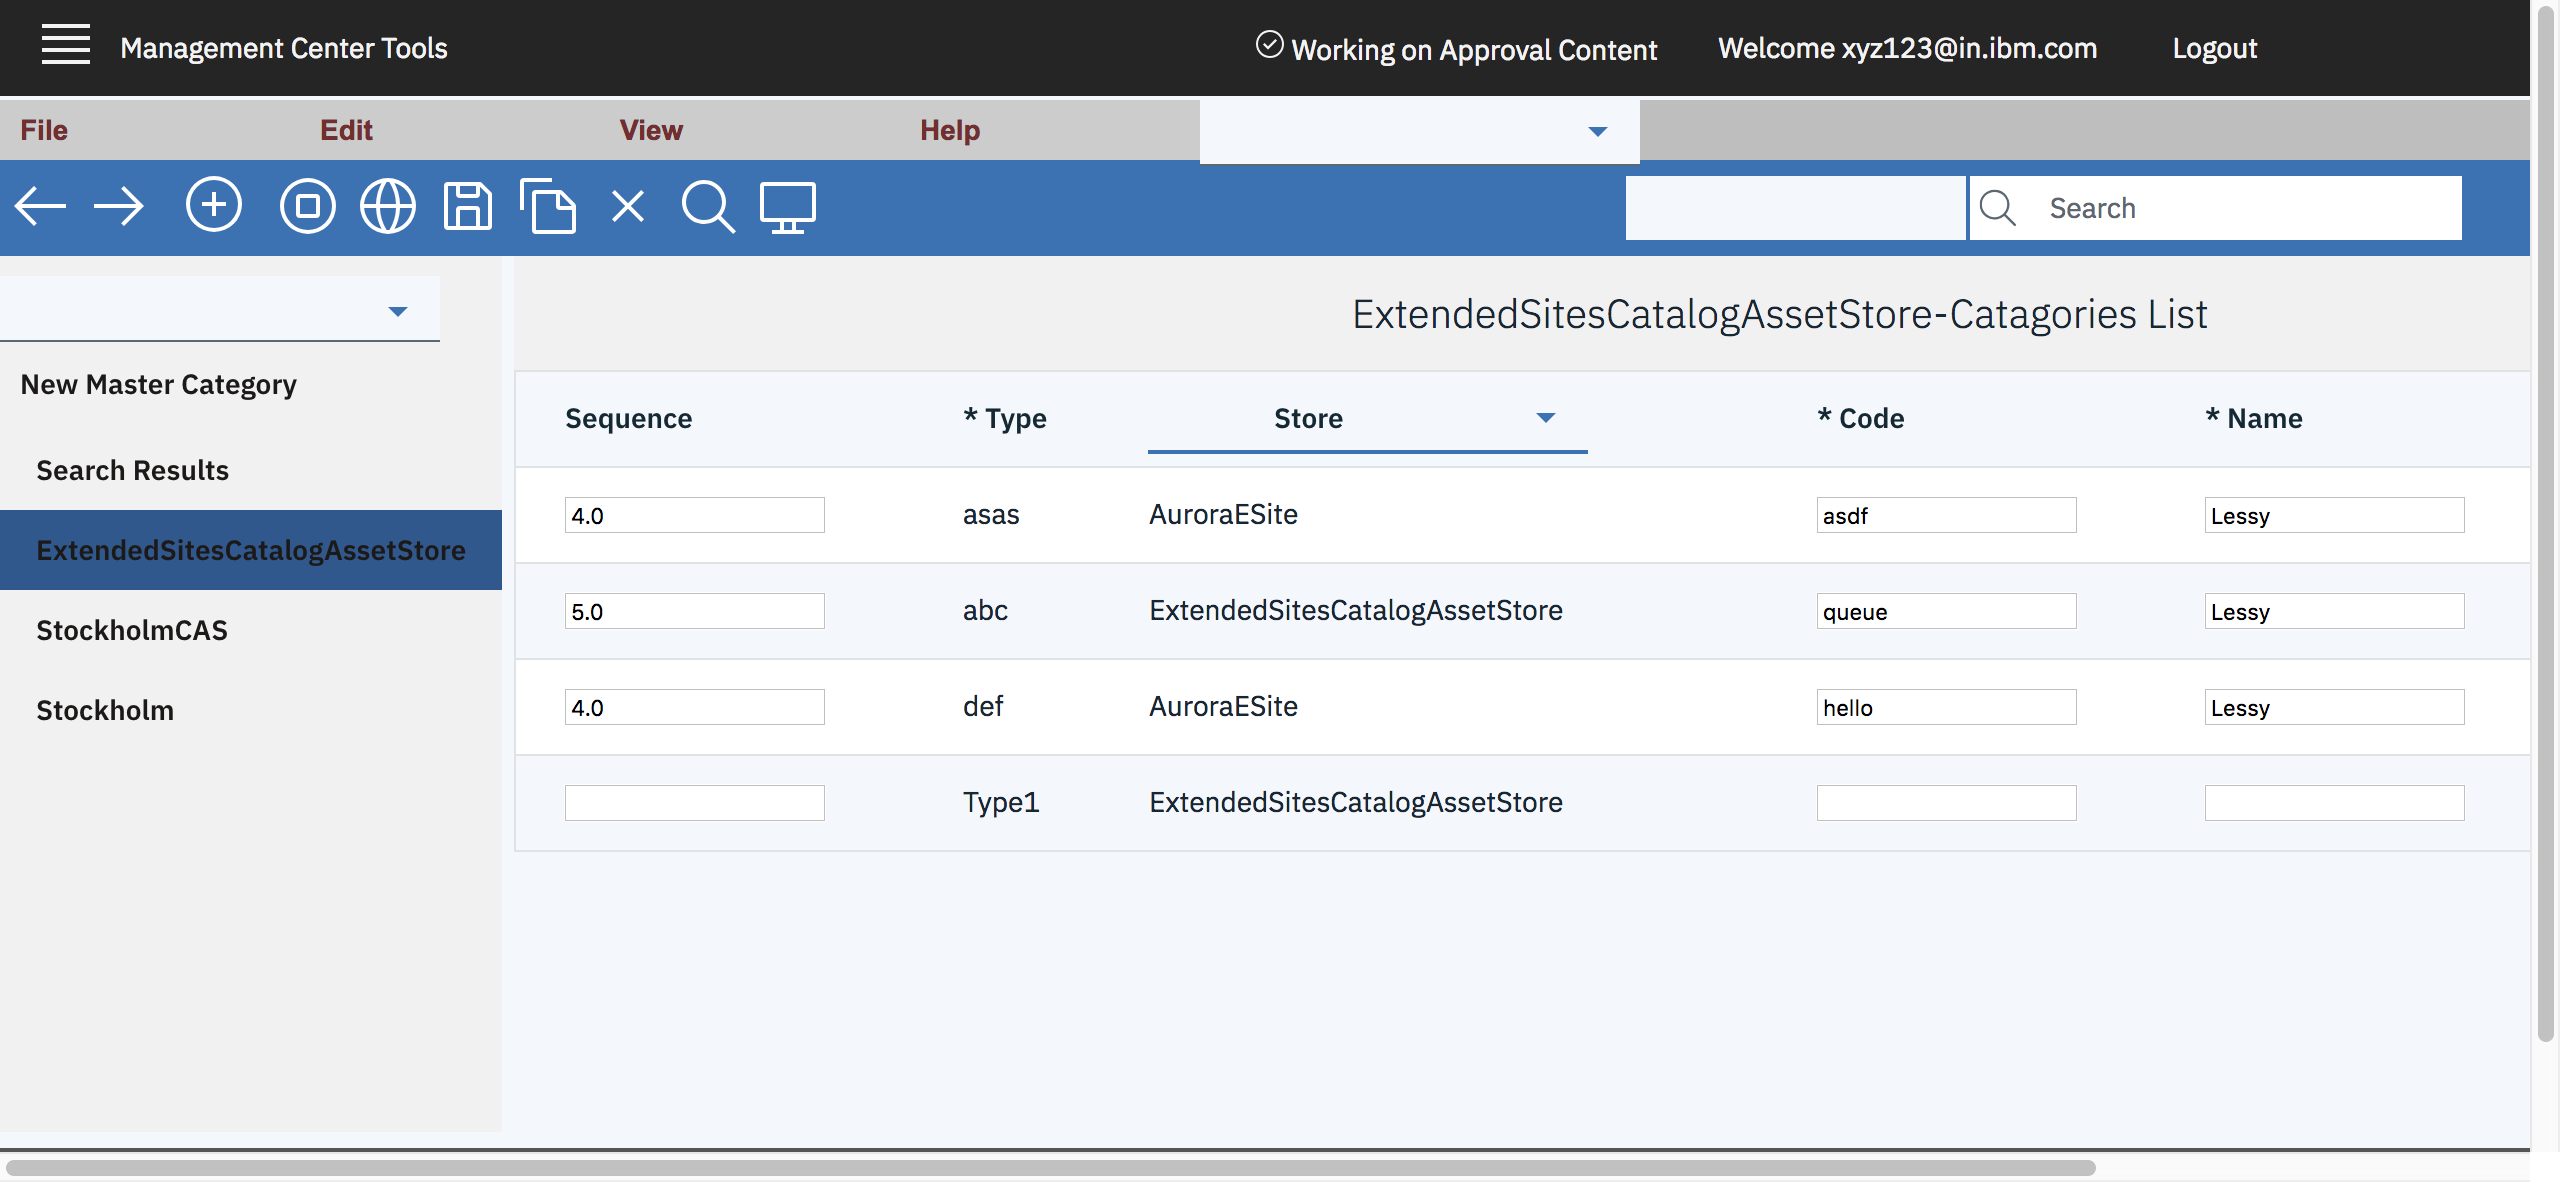 Management Center Tools
Working on Approval Content
Welcome xyz123@in.ibm.com
Logout
File Edit View Help
Search
New Master Category
Search Results
ExtendedSitesCatalogAssetStore
StockholmCAS
Stockholm
ExtendedSitesCatalogAssetStore-Catagories List
Sequence * Type Store * Code * Name
4.0 asas AuroraESite asdf Lessy
5.0 abc ExtendedSitesCatalogAssetStore queue Lessy
4.0 def AuroraESite hello Lessy
Type1 ExtendedSitesCatalogAssetStore